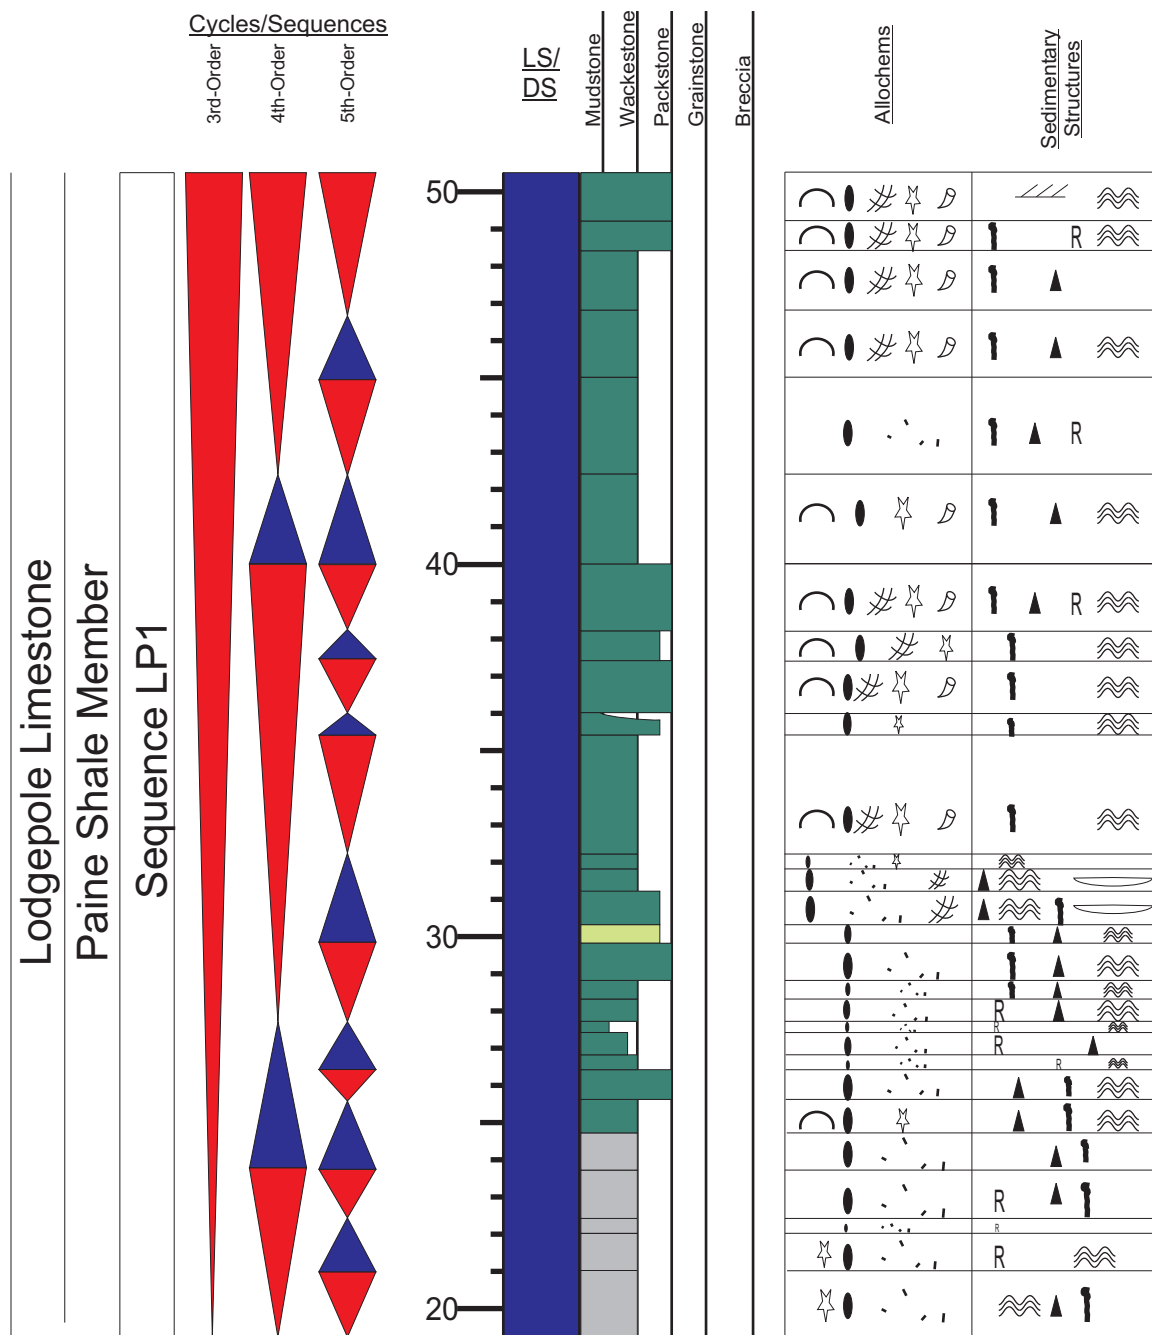 Cycles/Sequences
3rd-Order
4th-Order
5th-Order
LS/
DS
Mudstone
Wackestone
Packstone
Grainstone
Breccia
Allochems
Sedimentary
Structures
Lodgepole Limestone
Paine Shale Member
Sequence LP1
50
40
30
20
R
R
R
R
R
R
R
R
R
R